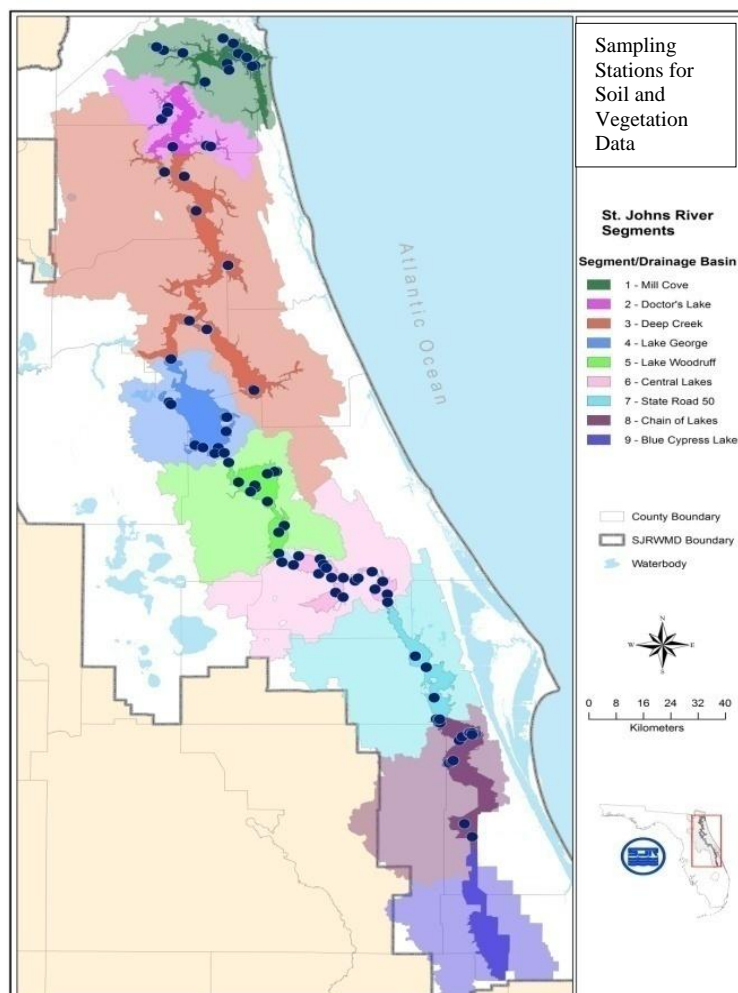 Sampling
Stations for
Soil and
Vegetation
Data
St. Johns River
Segments
Segment/Drainage Basin
1 - Mill Cove
2 - Doctor's Lake
3 - Deep Creek
4 - Lake George
5 - Lake Woodruff
6 - Central Lakes
7 - State Road 50
8 - Chain of Lakes
9 - Blue Cypress Lake
County Boundary
SJRWMD Boundary
Waterbody
N
W E
S
0 8 16 24 32 40
Kilometers
SJR
Atlantic Ocean